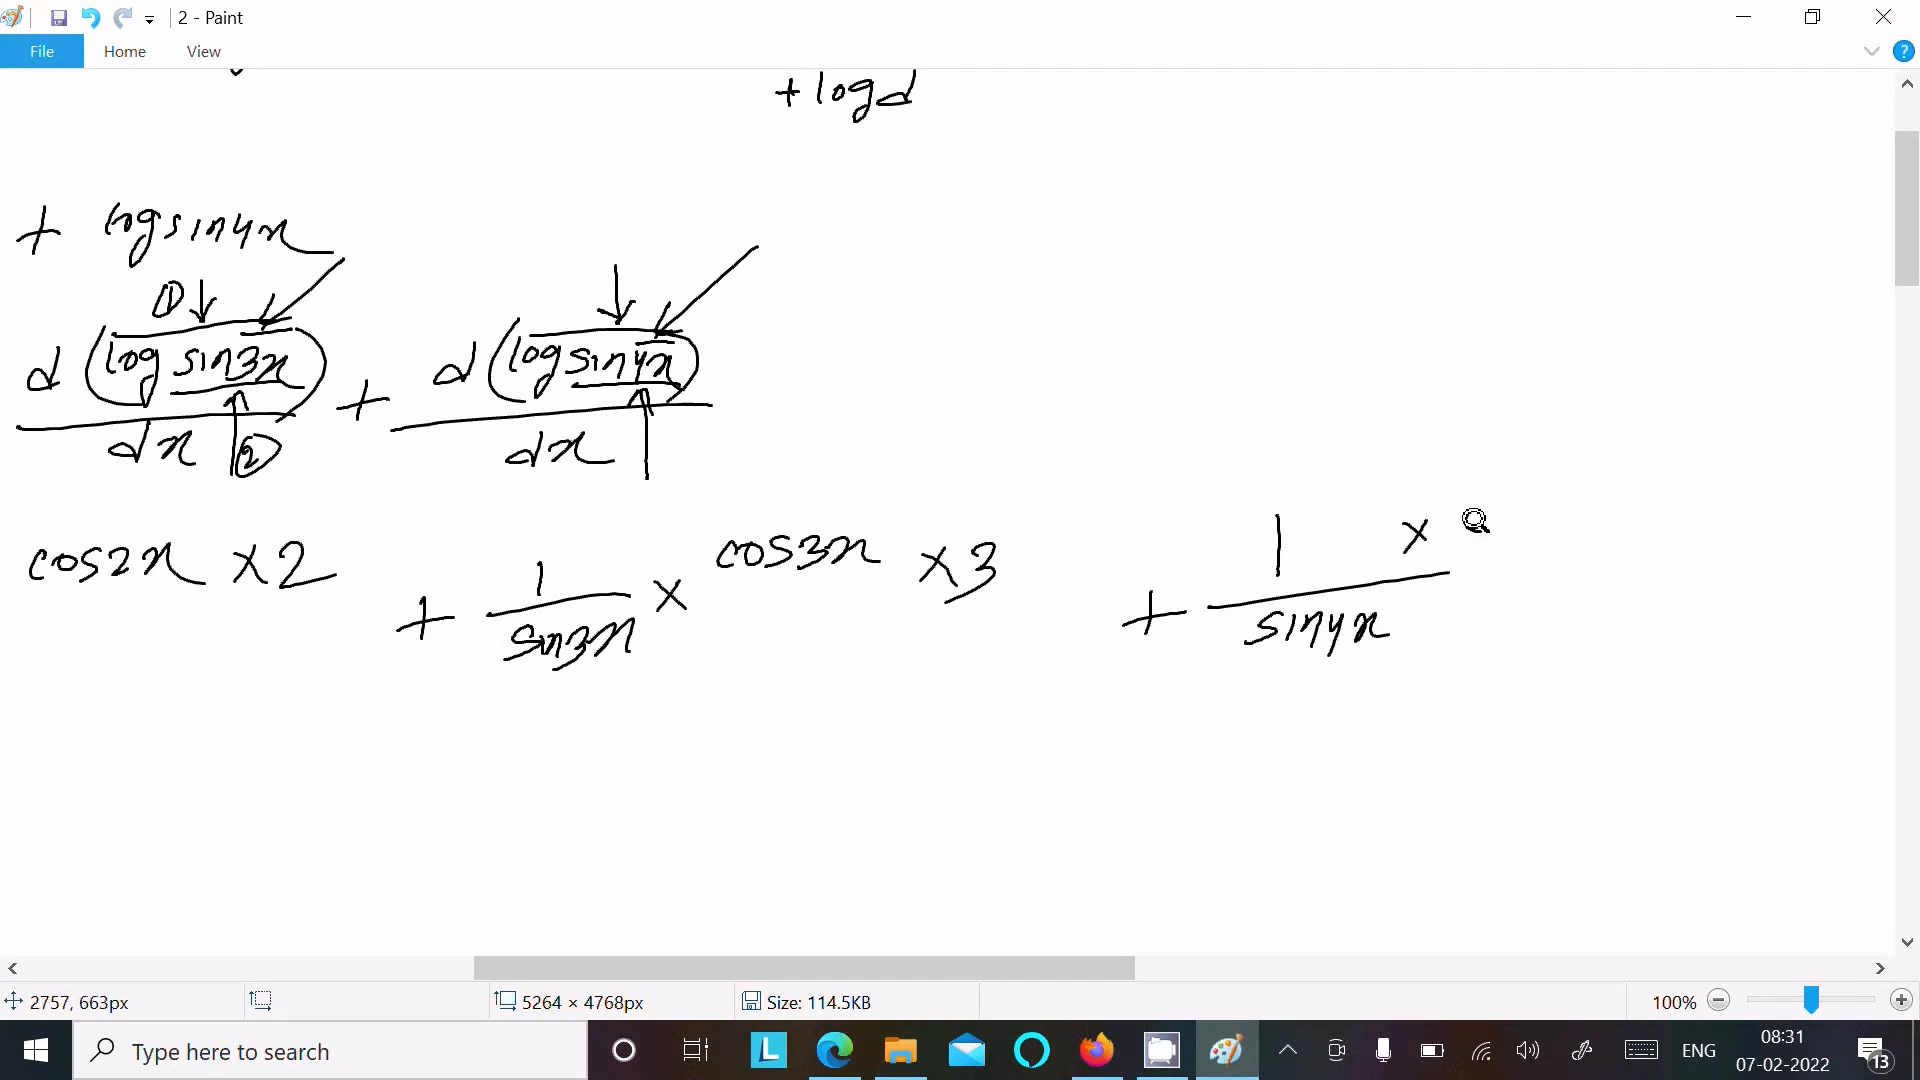 2 - Paint
File Home View
+ log d
+ log sin4x
① 
d (log sin3x) + d (log sin4x)
dx ② dx
cos2x × 2 + 1 × cos3x × 3 + 1 ×
sin3x sin4x
2757, 663px 5264 × 4768px Size: 114.5KB 100%
Type here to search L ENG 08:31
07-02-2022 13